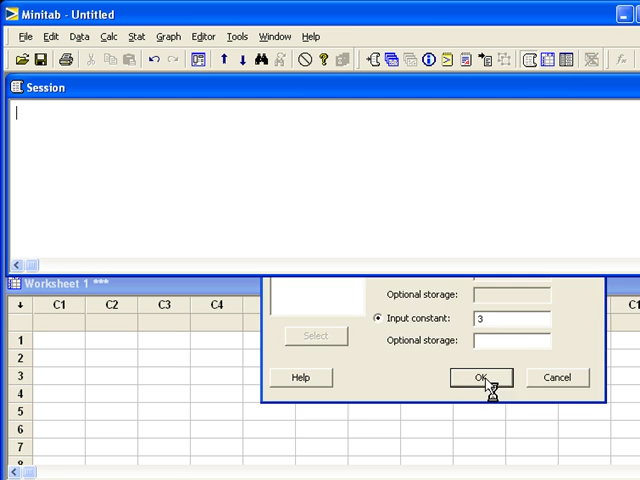 Minitab - Untitled
File Edit Data Calc Stat Graph Editor Tools Window Help
Session
Worksheet 1 ***
C1 C2 C3 C4
Optional storage:
Input constant: 3
Select
Optional storage:
Help OK Cancel
1
2
3
4
5
6
7
8